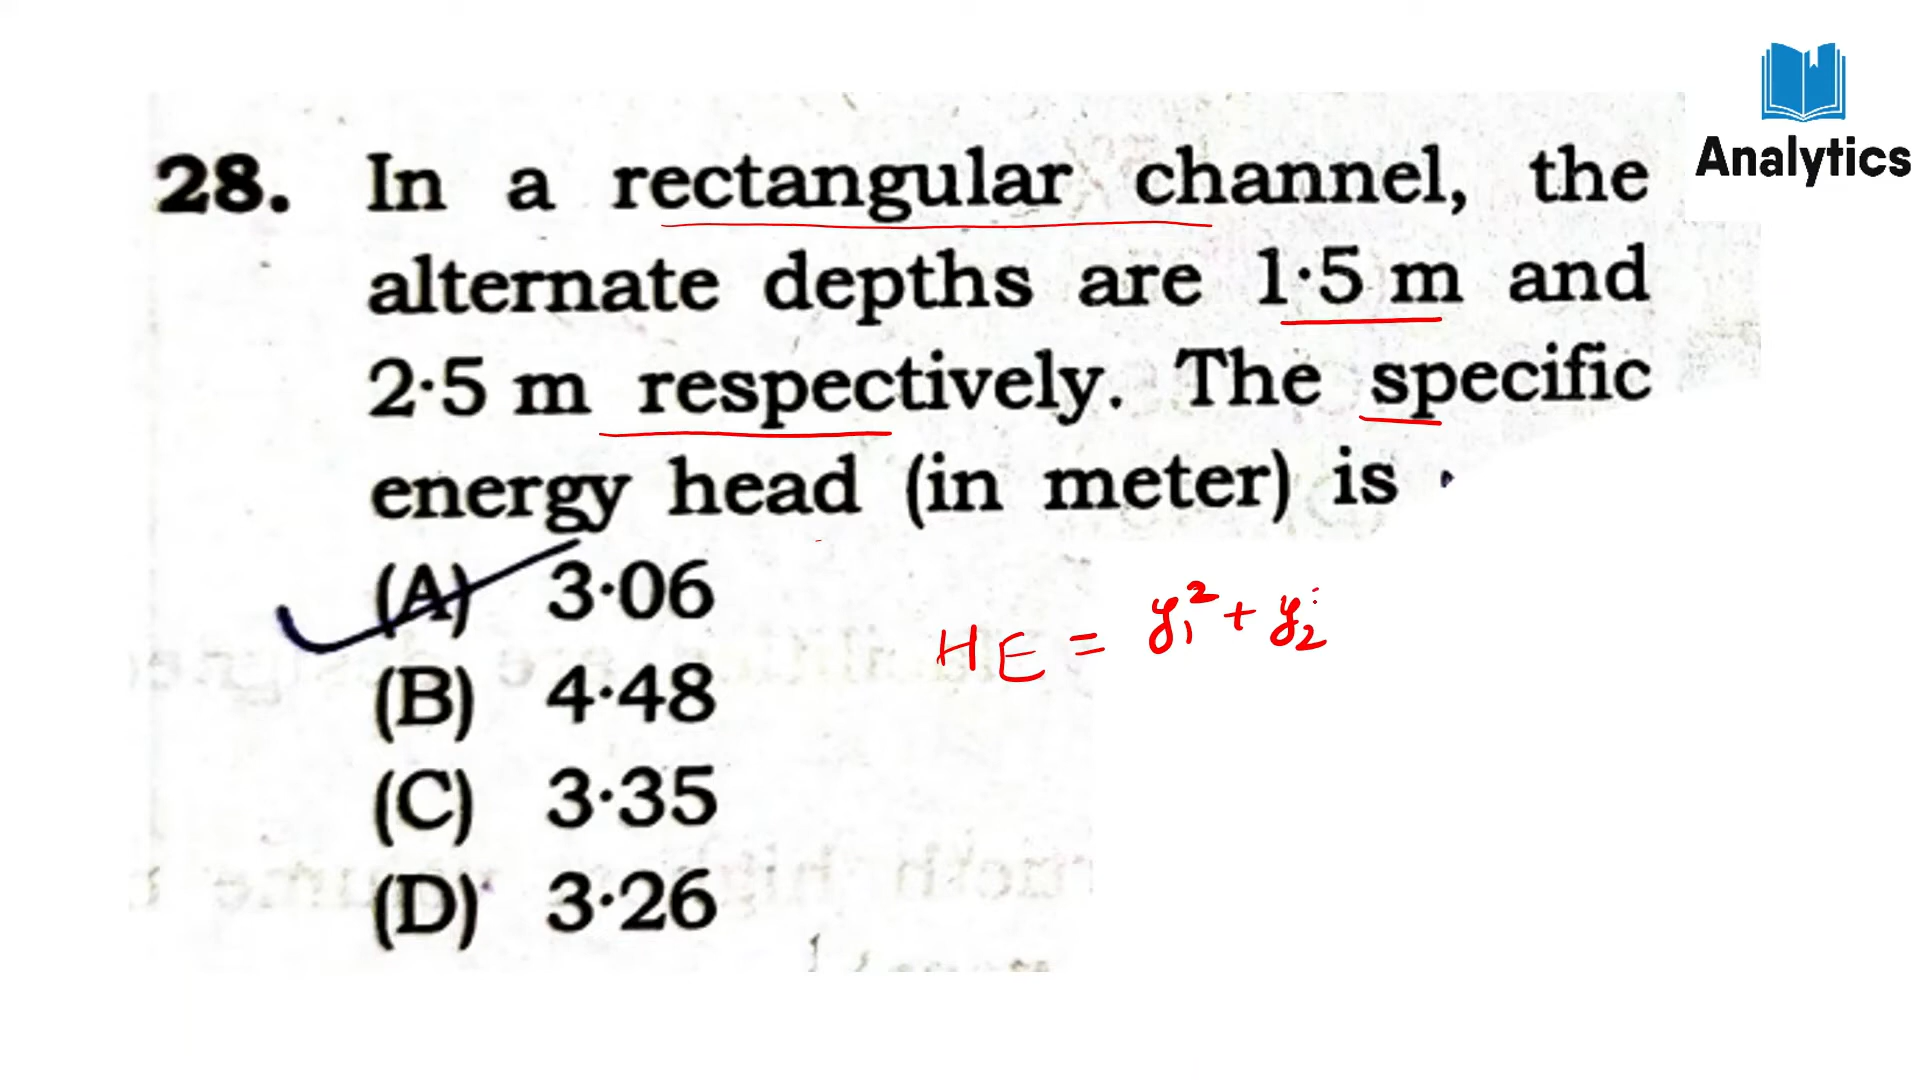 Analytics
28. In a rectangular channel, the
alternate depths are 1·5 m and
2·5 m respectively. The specific
energy head (in meter) is
(A) 3·06
(B) 4·48
(C) 3·35
(D) 3·26
HE = y₁² + y₂